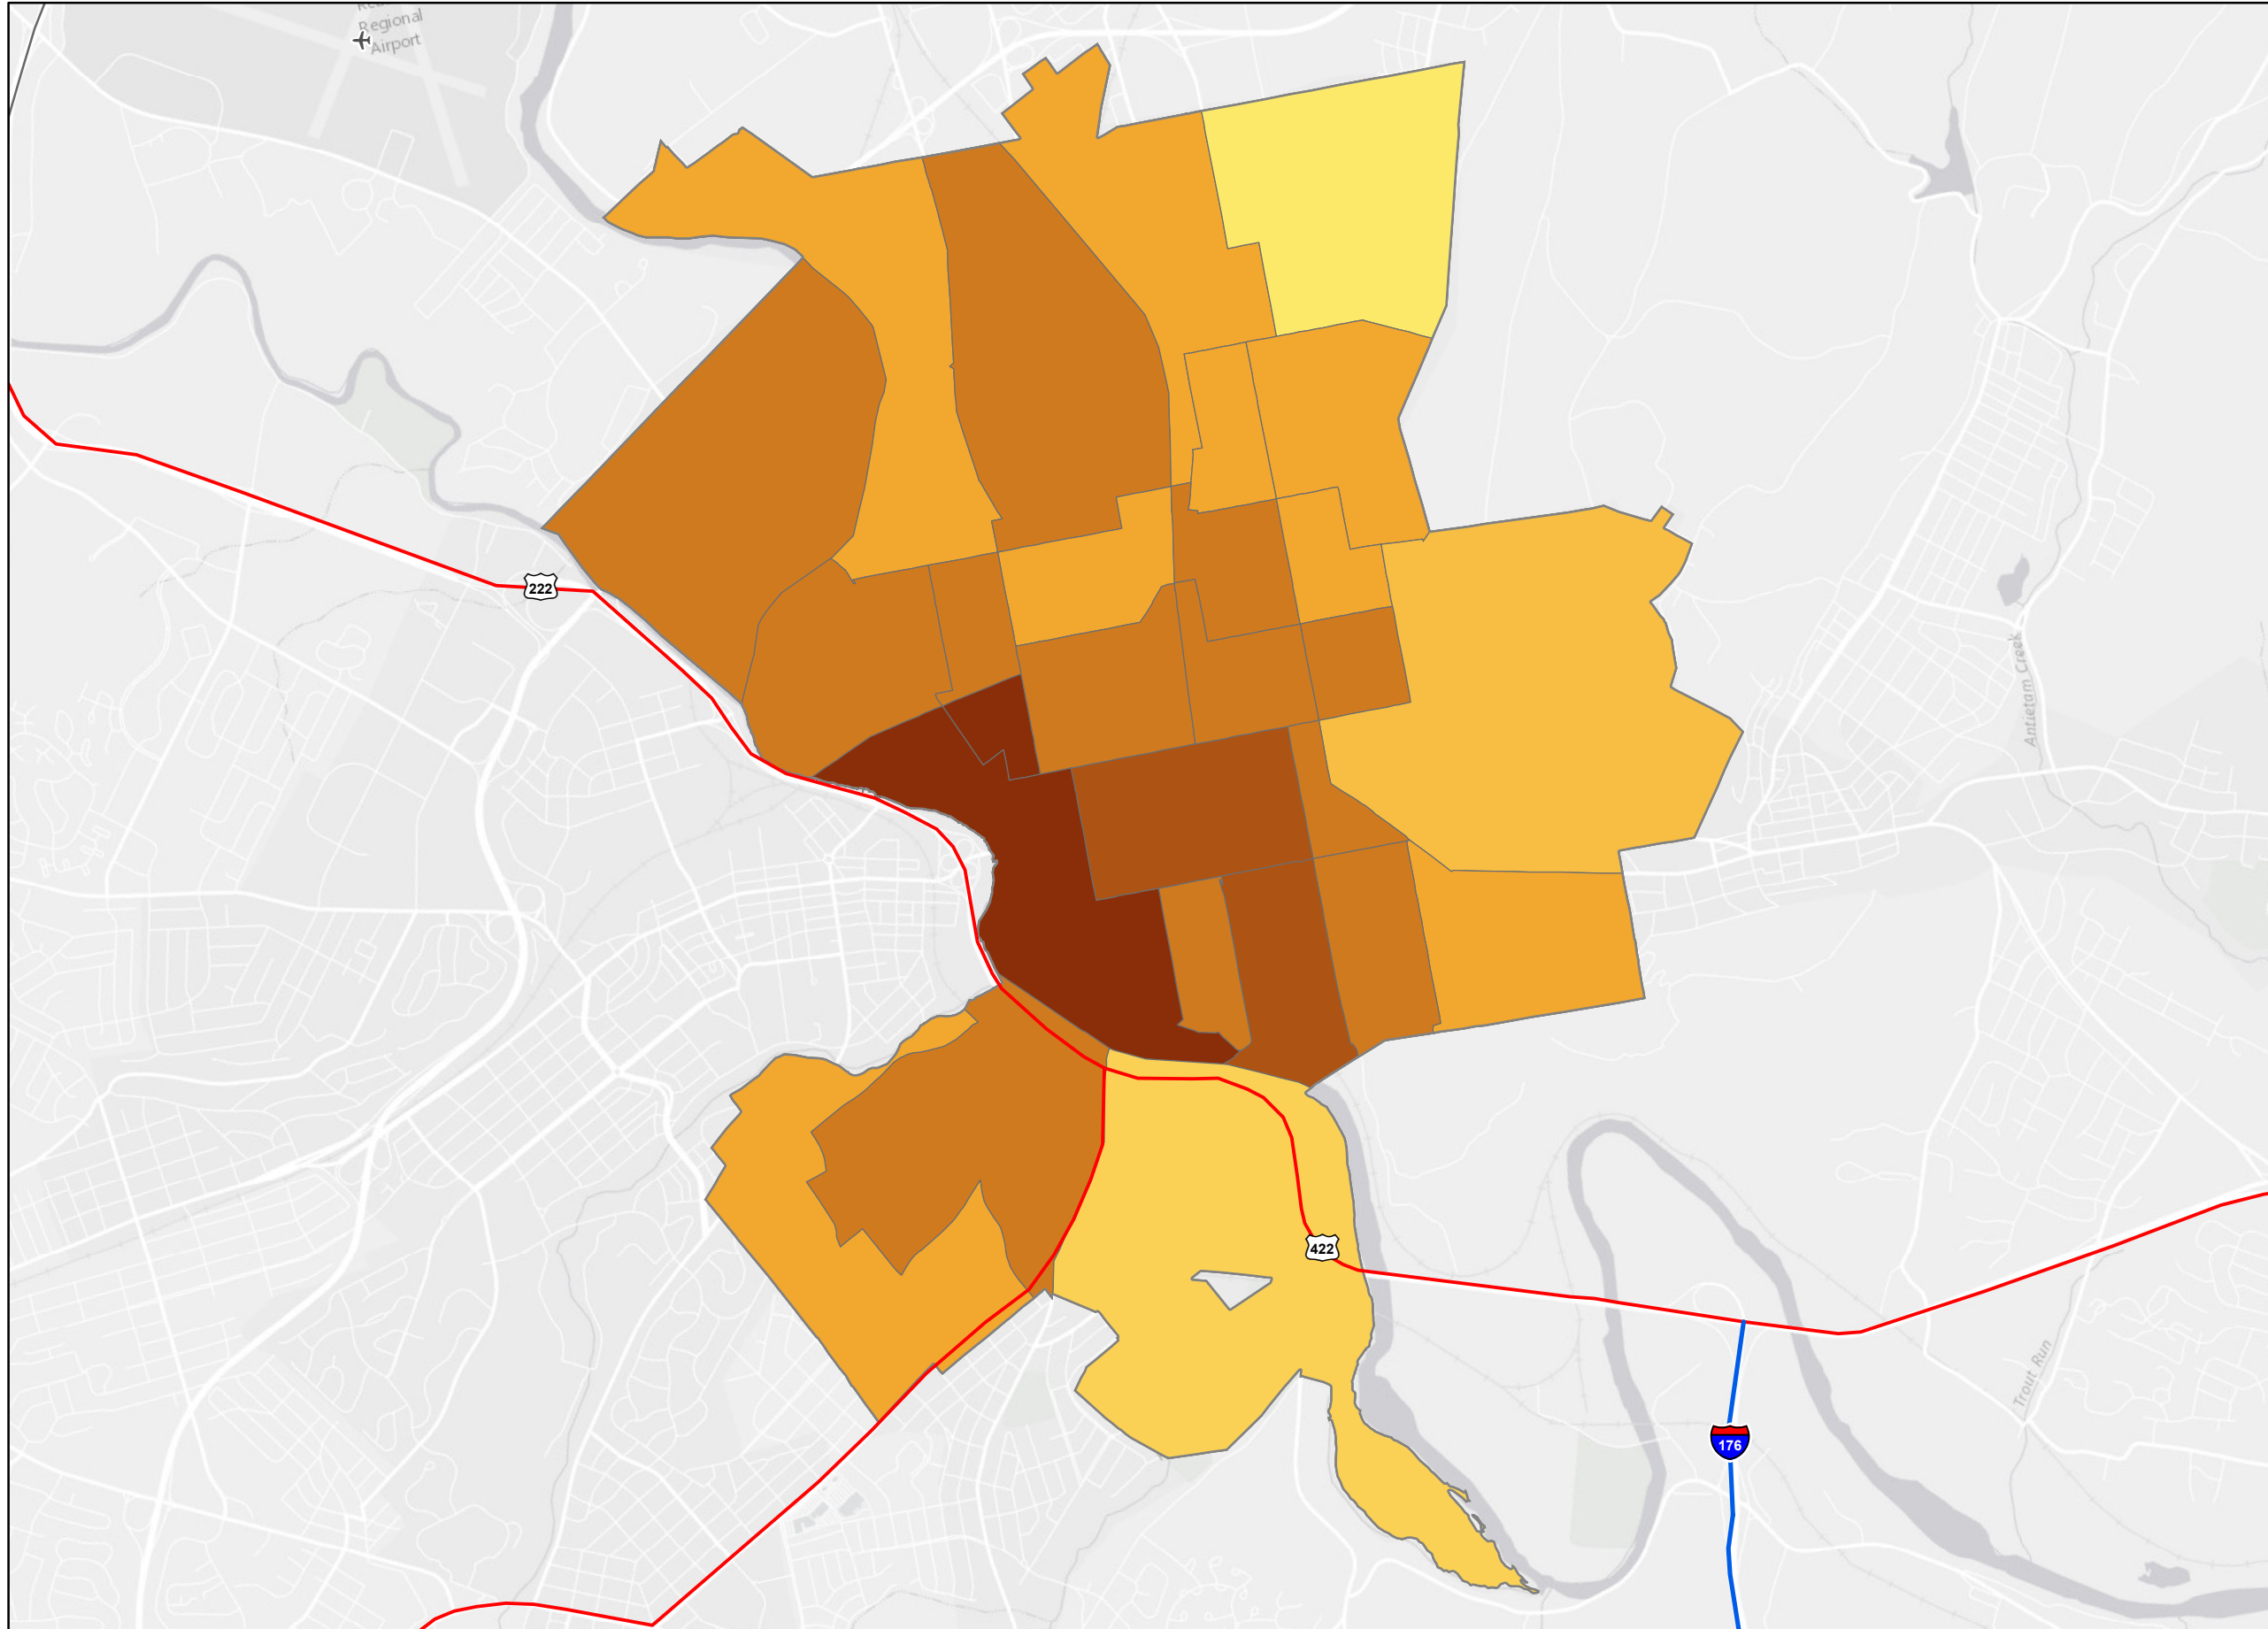 Regional
Airport
222
Antietam Creek
422
Trout Run
176